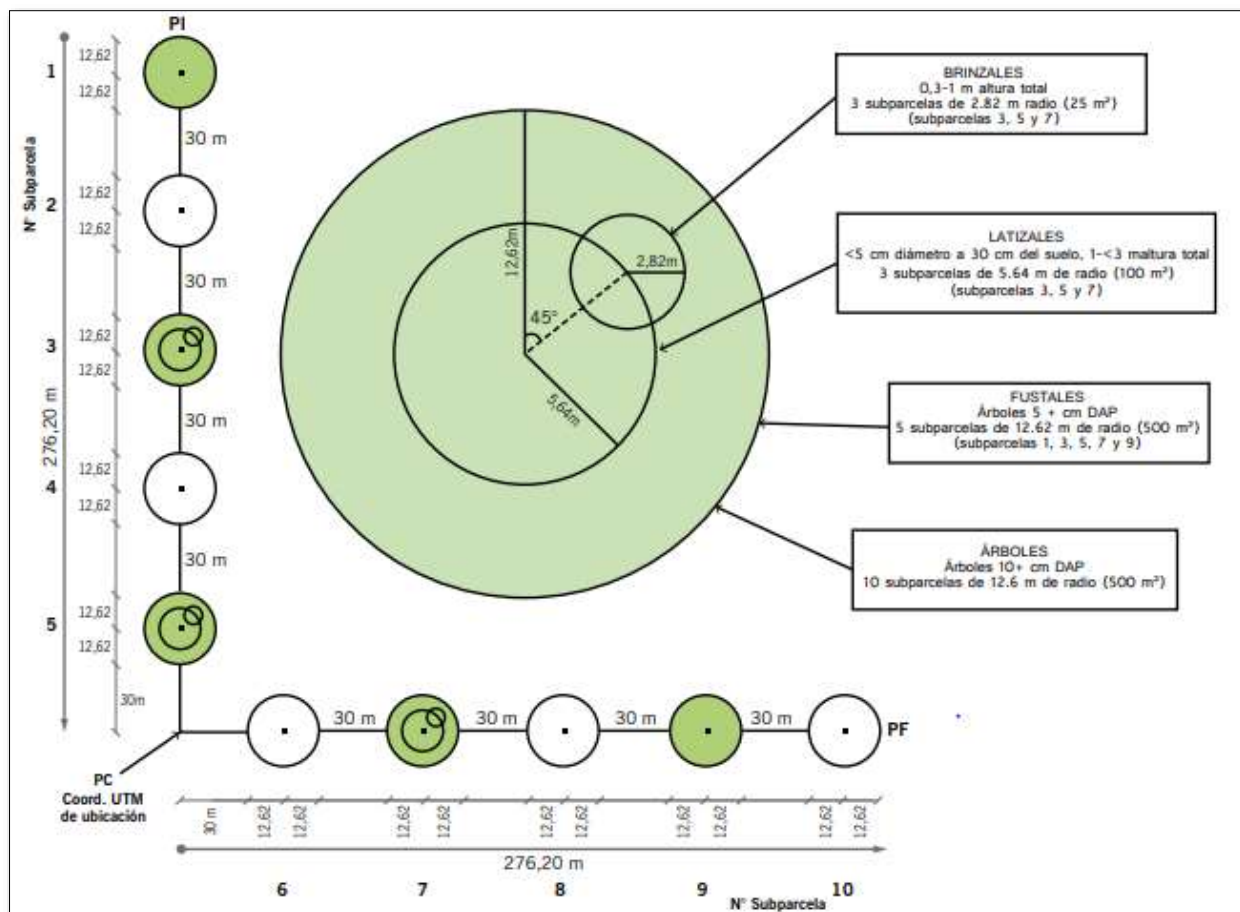 PI
12,62
12,62
1
30 m
12,62
12,62
2
N° Subparcela
30 m
12,62
12,62
3
30 m
276,20 m
12,62
12,62
4
30 m
12,62
12,62
5
30m
PC
Coord. UTM
de ubicación
12,62m
45°
2,82m
5,64m
BRINZALES
0,3-1 m altura total
3 subparcelas de 2.82 m radio (25 m²)
(subparcelas 3, 5 y 7)
LATIZALES
<5 cm diámetro a 30 cm del suelo, 1-<3 maltura total
3 subparcelas de 5.64 m de radio (100 m²)
(subparcelas 3, 5 y 7)
FUSTALES
Árboles 5 + cm DAP
5 subparcelas de 12.62 m de radio (500 m²)
(subparcelas 1, 3, 5, 7 y 9)
ÁRBOLES
Árboles 10+ cm DAP
10 subparcelas de 12.6 m de radio (500 m²)
30 m
30 m
30 m
30 m
PF
30 m
12,62
12,62
12,62
12,62
12,62
12,62
12,62
12,62
12,62
12,62
276,20 m
6
7
8
9
10
N° Subparcela